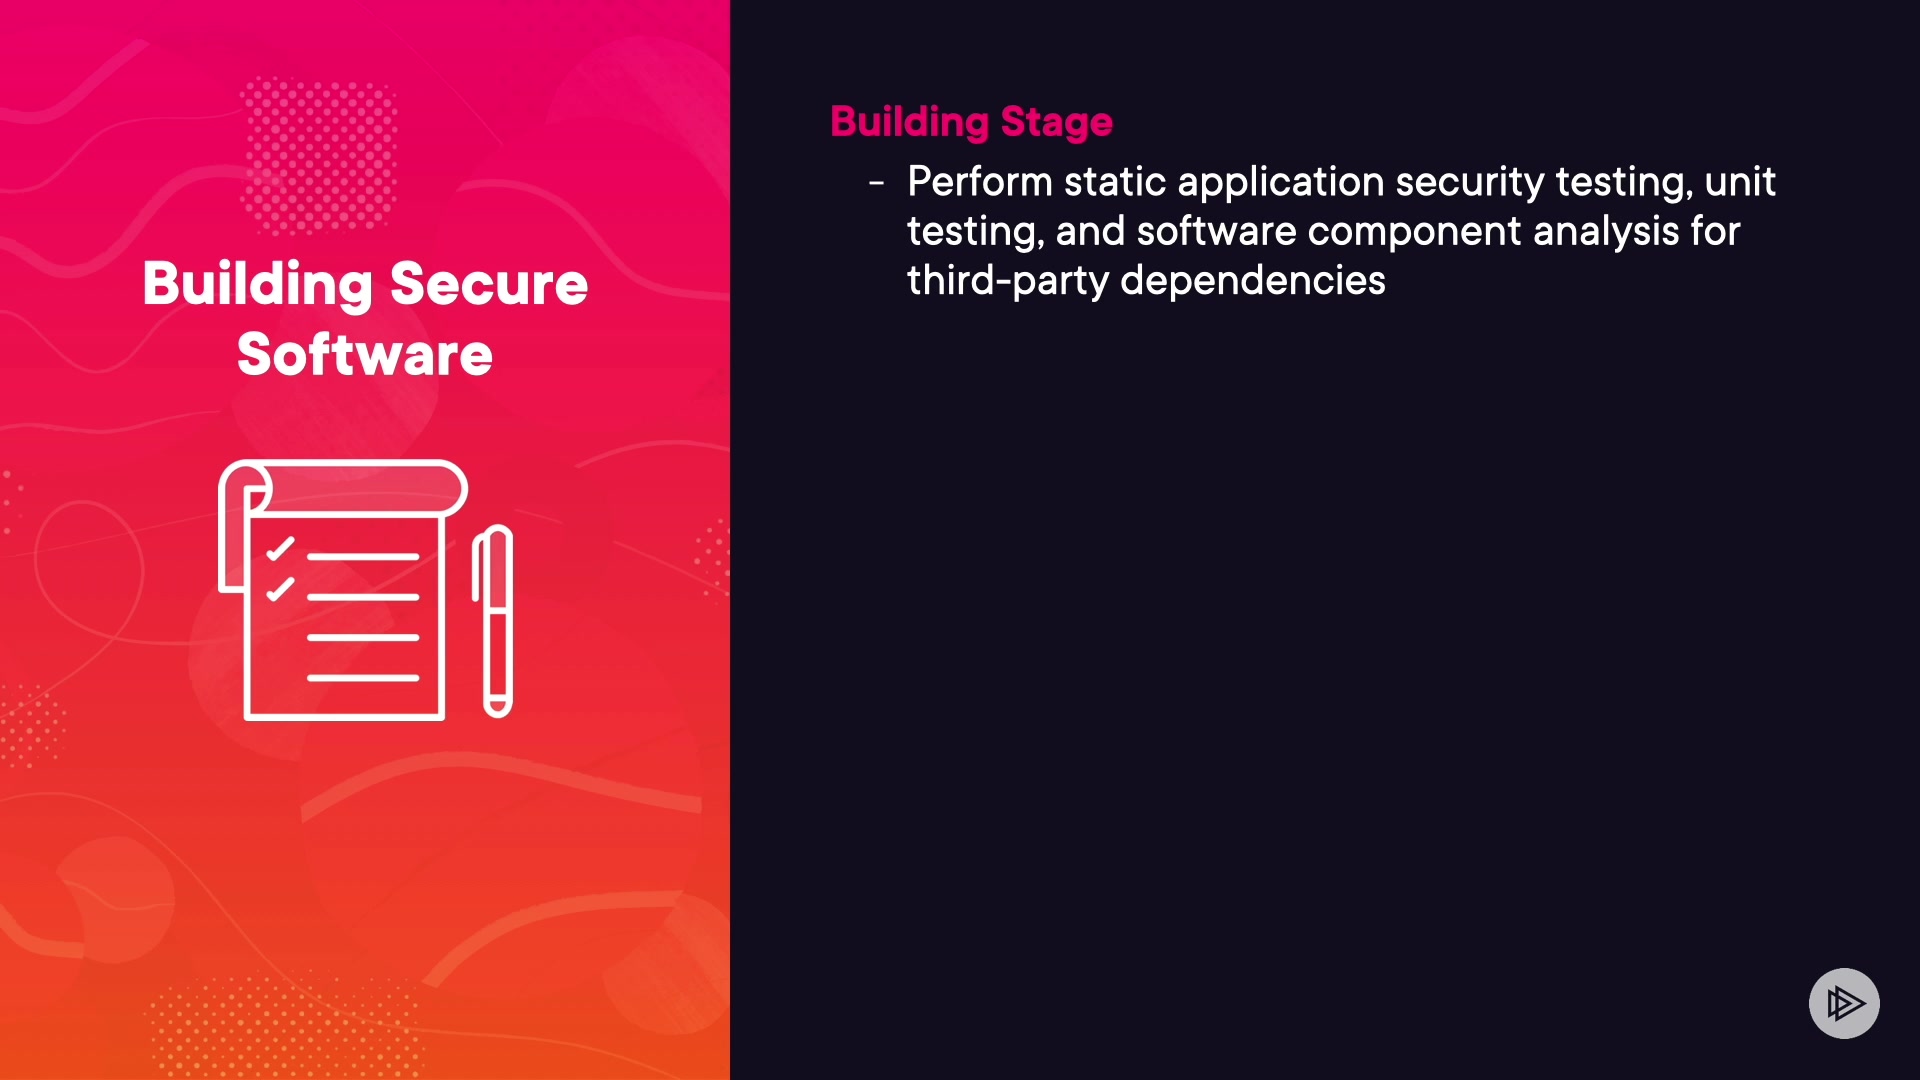 Building Secure
Software
Building Stage
- Perform static application security testing, unit
testing, and software component analysis for
third-party dependencies